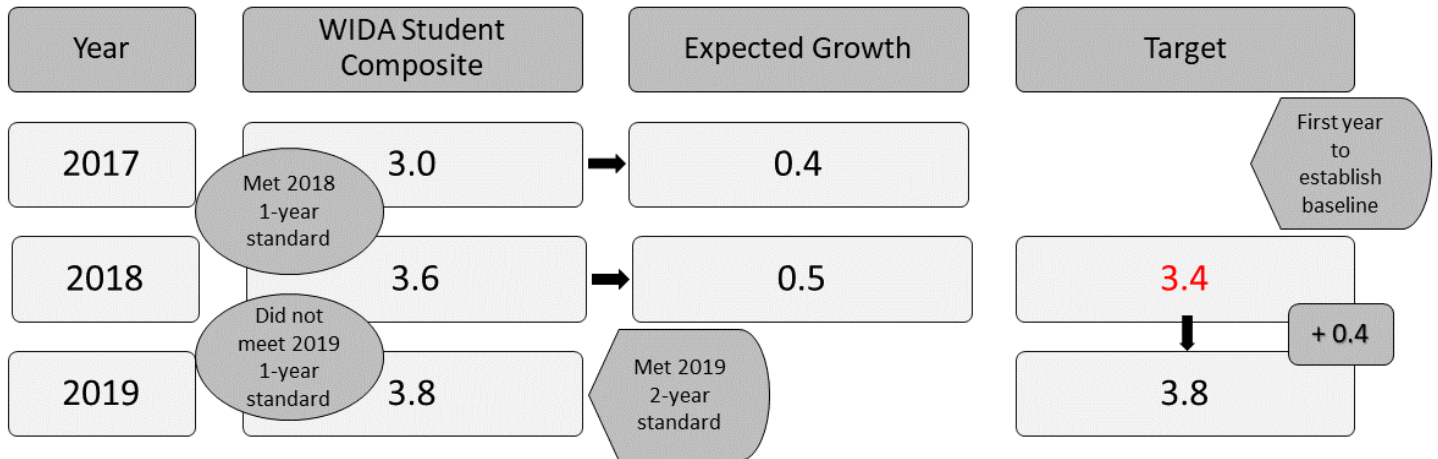 Year
WIDA Student
Composite
Expected Growth
Target
2017
3.0
0.4
First year
to
establish
baseline
Met 2018
1-year
standard
2018
3.6
0.5
3.4
+ 0.4
Did not
meet 2019
1-year
standard
2019
3.8
Met 2019
2-year
standard
3.8